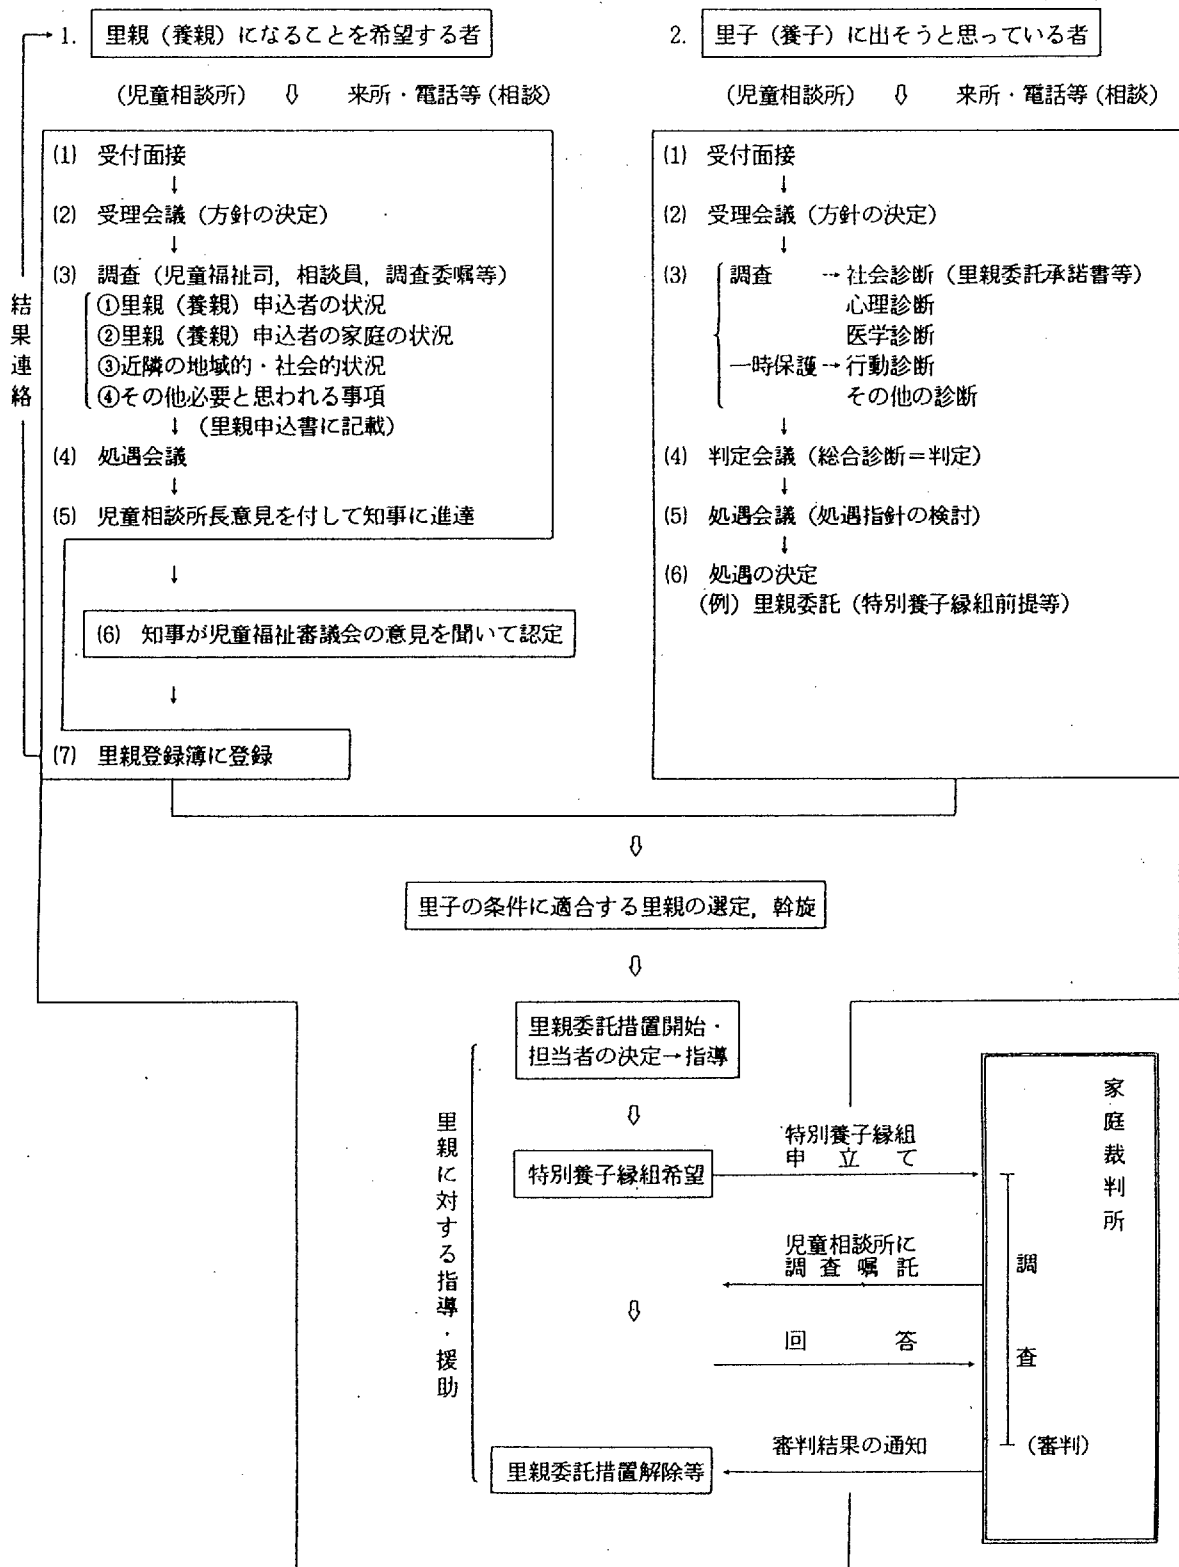 1. 里親（養親）になることを希望する者
(児童相談所) ⇩ 来所・電話等(相談)
(1) 受付面接
↓
(2) 受理会議（方針の決定）
↓
(3) 調査（児童福祉司，相談員，調査委嘱等）
①里親（養親）申込者の状況
②里親（養親）申込者の家庭の状況
③近隣の地域的・社会的状況
④その他必要と思われる事項
↓（里親申込書に記載）
(4) 処遇会議
↓
(5) 児童相談所長意見を付して知事に進達
↓
(6) 知事が児童福祉審議会の意見を聞いて認定
↓
(7) 里親登録簿に登録
結果連絡
2. 里子（養子）に出そうと思っている者
(児童相談所) ⇩ 来所・電話等(相談)
(1) 受付面接
↓
(2) 受理会議（方針の決定）
↓
(3) 調査 → 社会診断（里親委託承諾書等）
心理診断
医学診断
一時保護→行動診断
その他の診断
↓
(4) 判定会議（総合診断＝判定）
↓
(5) 処遇会議（処遇指針の検討）
↓
(6) 処遇の決定
（例）里親委託（特別養子縁組前提等）
⇩
里子の条件に適合する里親の選定，斡旋
⇩
里親委託措置開始・
担当者の決定→指導
⇩
里親に対する指導・援助
特別養子縁組希望
特別養子縁組
申立て
児童相談所に
調査嘱託
⇩
回答
審判結果の通知
里親委託措置解除等
家庭裁判所
調査
（審判）